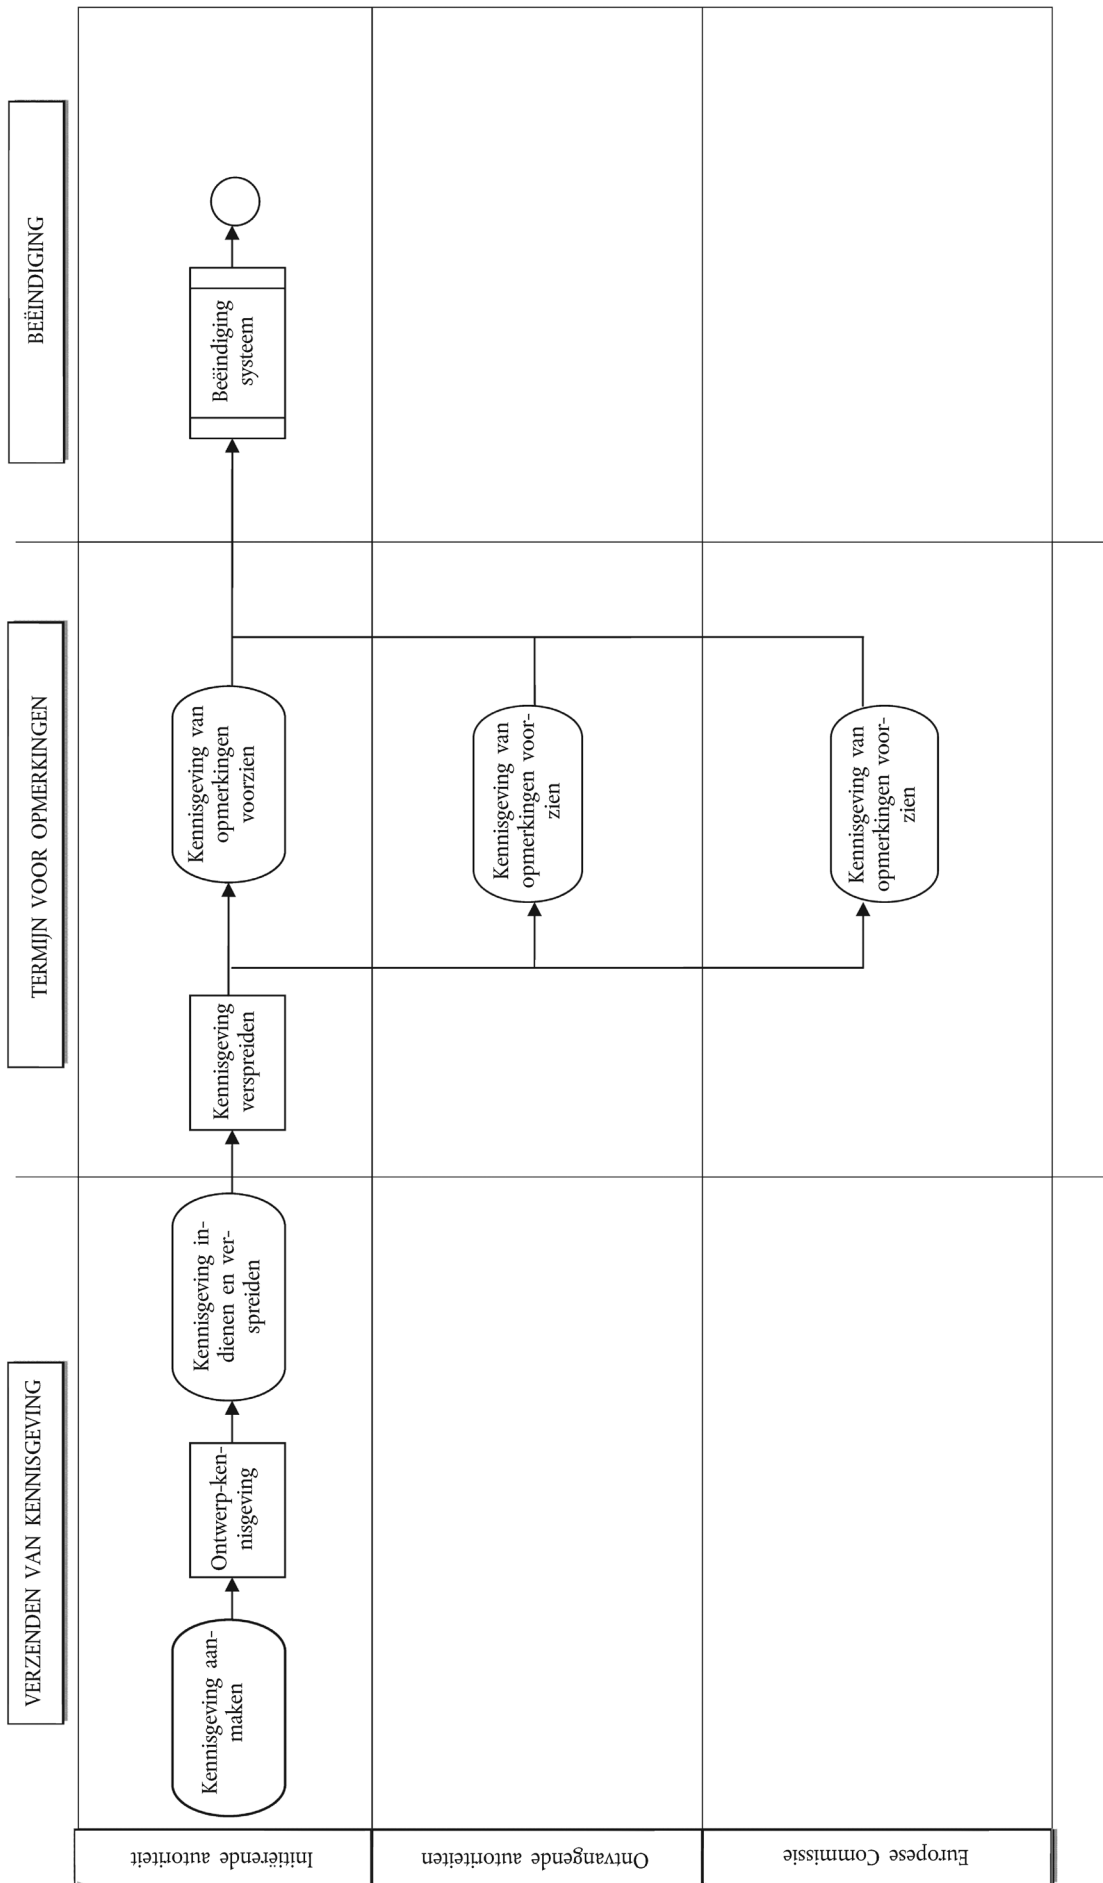 VERZENDEN VAN KENNISGEVING
TERMIJN VOOR OPMERKINGEN
BEËINDIGING
Initiërende autoriteit
Kennisgeving aan-
maken
Ontwerp-ken-
nisgeving
Kennisgeving in-
dienen en ver-
spreiden
Kennisgeving
verspreiden
Kennisgeving van
opmerkingen
voorzien
Beëindiging
systeem
Ontvangende autoriteiten
Kennisgeving van
opmerkingen voor-
zien
Europese Commissie
Kennisgeving van
opmerkingen voor-
zien